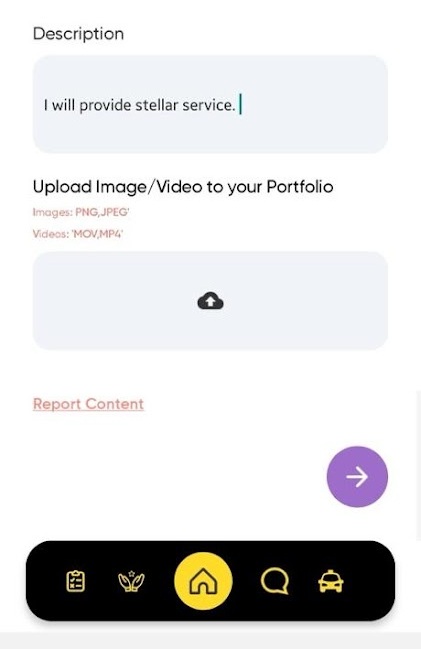 Description
I will provide stellar service.
Upload Image/Video to your Portfolio
Images: PNG,JPEG'
Videos: 'MOV,MP4'
Report Content